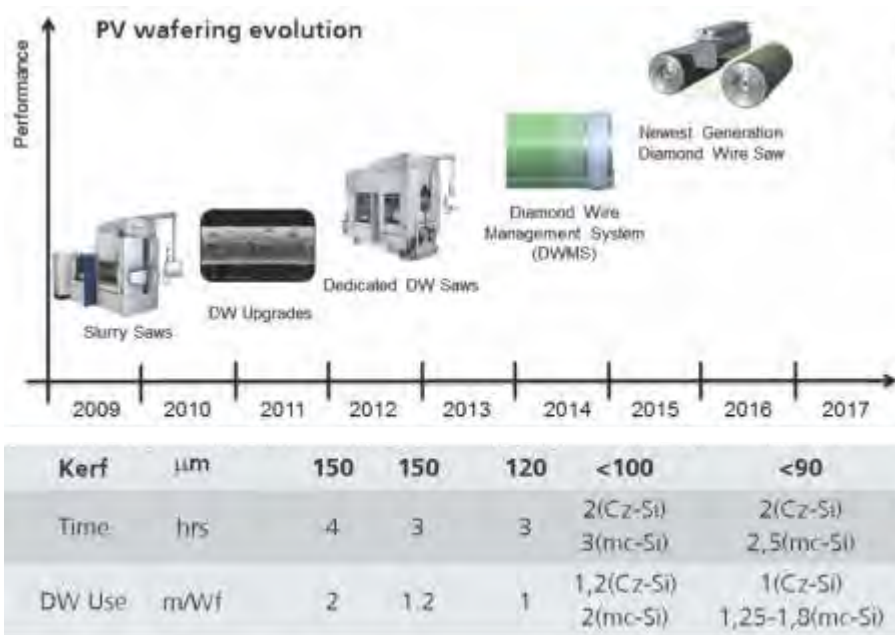 PV wafering evolution
Performance
Newest Generation
Diamond Wire Saw
Diamond Wire
Management System
(DWMS)
Dedicated DW Saws
DW Upgrades
Slurry Saws
2009 2010 2011 2012 2013 2014 2015 2016 2017
Kerf μm 150 150 120 <100 <90
Time hrs 4 3 3 2(Cz-Si) 2(Cz-Si)
3(mc-Si) 2,5(mc-Si)
DW Use m/Wf 2 1.2 1 1,2(Cz-Si) 1(Cz-Si)
2(mc-Si) 1,25-1,8(mc-Si)